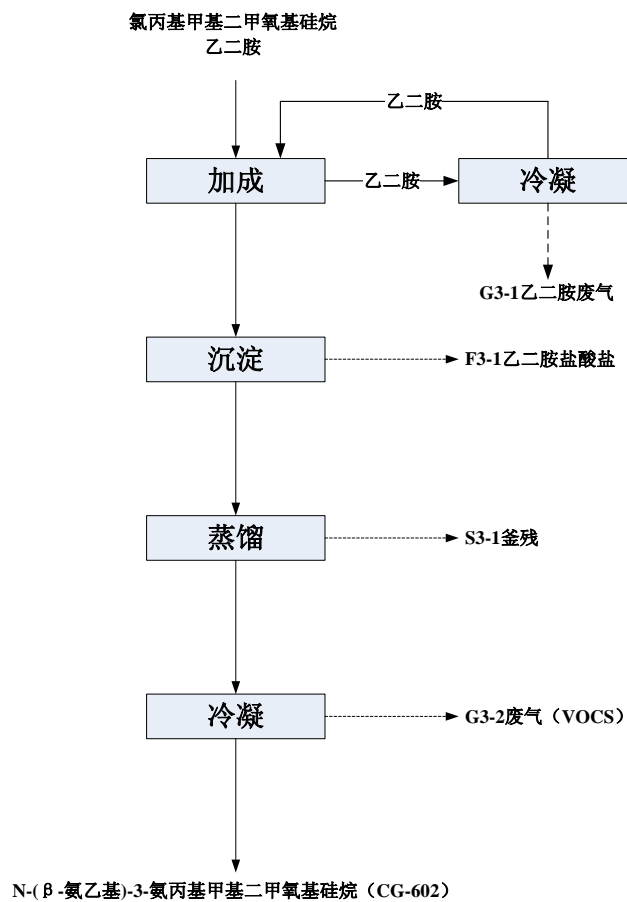 氯丙基甲基二甲氧基硅烷
乙二胺
乙二胺
加成
乙二胺
冷凝
G3-1乙二胺废气
沉淀
F3-1乙二胺盐酸盐
蒸馏
S3-1釜残
冷凝
G3-2废气（VOCS）
N-(β-氨乙基)-3-氨丙基甲基二甲氧基硅烷（CG-602）